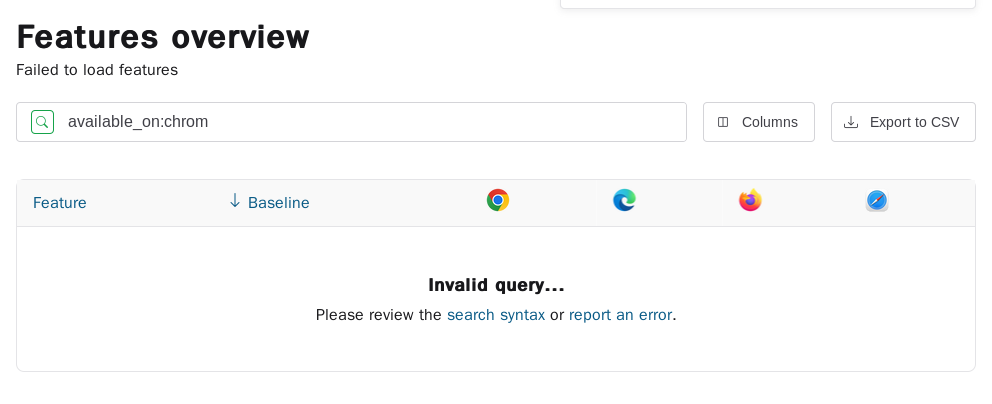 Features overview
Failed to load features
available_on:chrom
Columns
Export to CSV
Feature
Baseline
Invalid query...
Please review the search syntax or report an error.